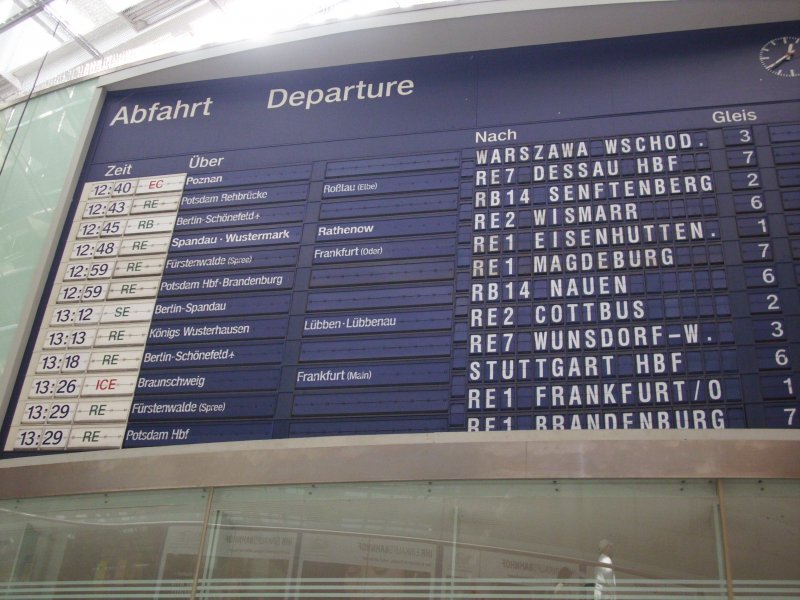 Abfahrt Departure
Zeit Über Nach Gleis
12:40 EC Poznan WARSZAWA WSCHOD. 3
12:43 RE Potsdam Rehbrücke Roßlau (Elbe) RE7 DESSAU HBF 7
12:45 RB Berlin-Schönefeld+ RB14 SENFTENBERG 2
12:48 RE Spandau · Wustermark Rathenow RE2 WISMARR 6
12:59 RE Fürstenwalde (Spree) Frankfurt (Oder) RE1 EISENHUTTEN. 1
12:59 RE Potsdam Hbf · Brandenburg RE1 MAGDEBURG 7
13:12 SE Berlin-Spandau RB14 NAUEN 6
13:13 RE Königs Wusterhausen Lübben · Lübbenau RE2 COTTBUS 2
13:18 RE Berlin-Schönefeld+ RE7 WUNSDORF-W. 3
13:26 ICE Braunschweig Frankfurt (Main) STUTTGART HBF 6
13:29 RE Fürstenwalde (Spree) RE1 FRANKFURT/O 1
13:29 RE Potsdam Hbf RE1 BRANDENBURG 7